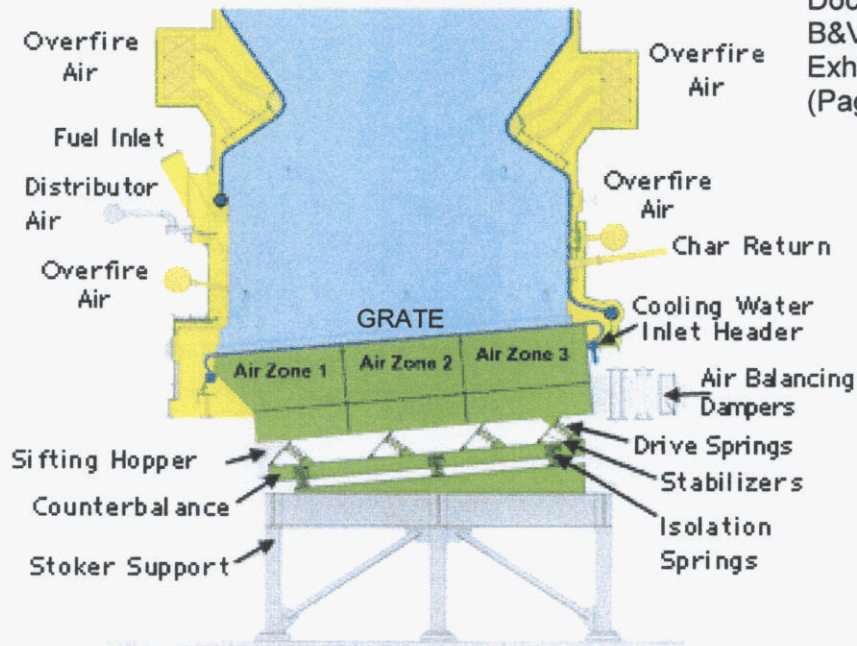 Overfire
Air
Fuel Inlet
Distributor
Air
Overfire
Air
GRATE
Air Zone 1
Air Zone 2
Air Zone 3
Sifting Hopper
Counterbalance
Stoker Support
Overfire
Air
Overfire
Air
Char Return
Cooling Water
Inlet Header
Air Balancing
Dampers
Drive Springs
Stabilizers
Isolation
Springs
(Pag